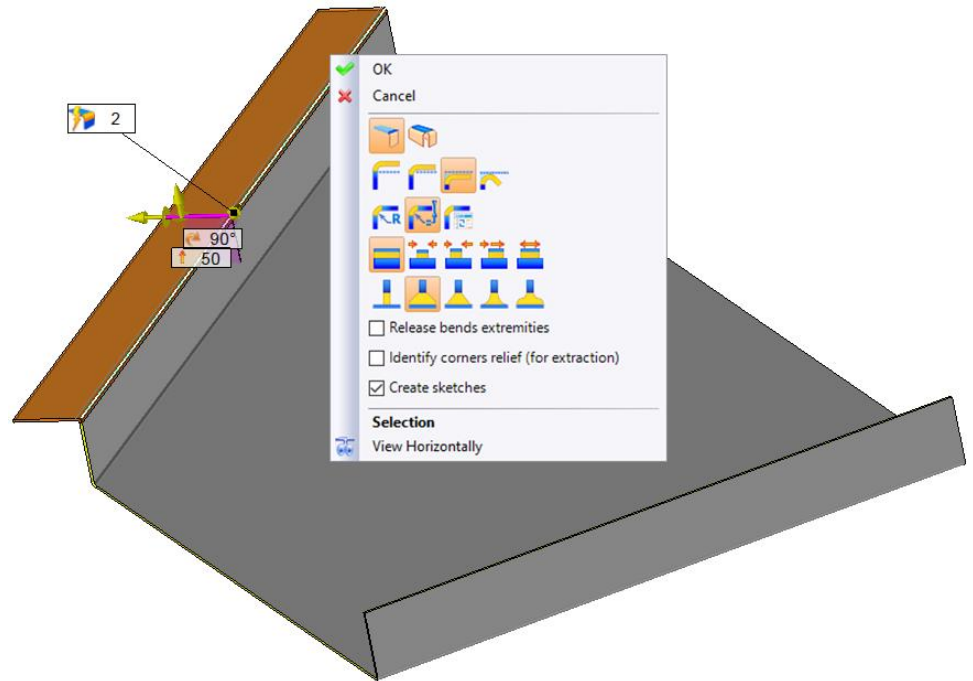 OK
Cancel
2
90°
50
R
Release bends extremities
Identify corners relief (for extraction)
Create sketches
Selection
View Horizontally